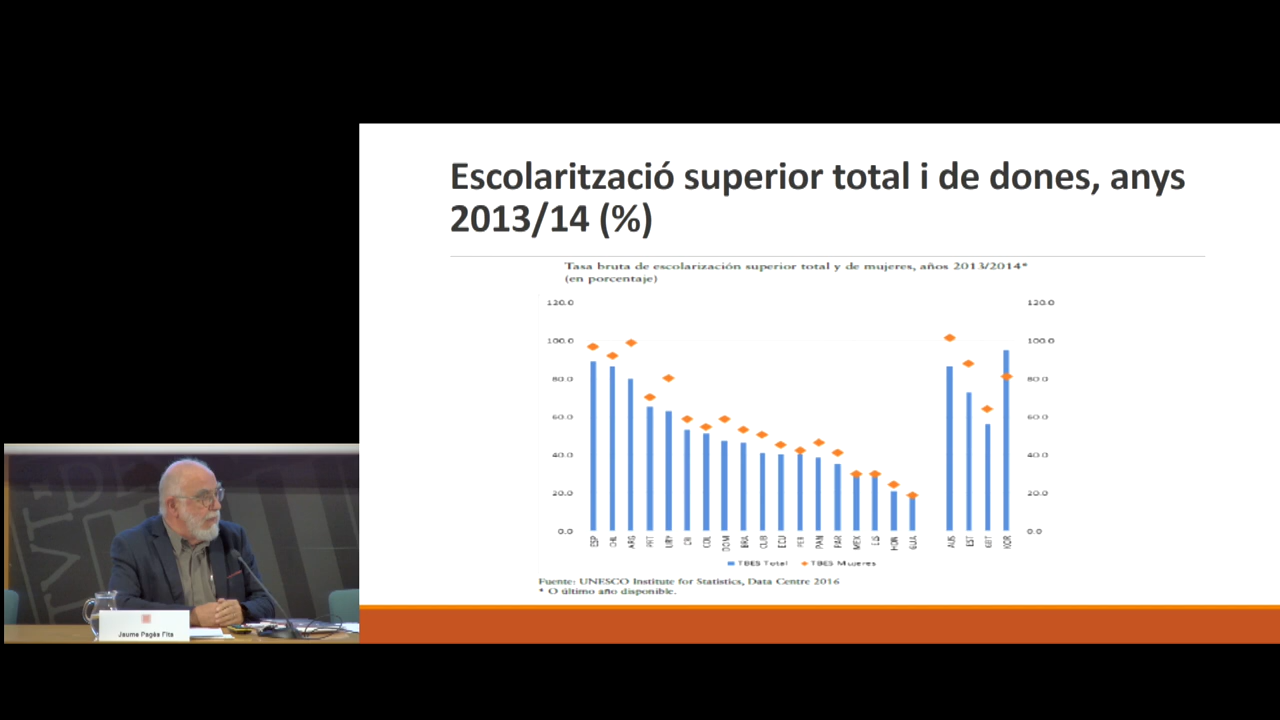 Escolarització superior total i de dones, anys
2013/14 (%)
Tasa bruta de escolarización superior total y de mujeres, años 2013/2014*
(en porcentaje)
120.0 120.0
100.0 100.0
80.0 80.0
60.0 60.0
40.0 40.0
20.0 20.0
0.0 0.0
ESP CHL ARG PRT URY CRI COL DOM BRA CUB ECU PER PAN PAR MEX HON GUA AUS EST GBT KOR
TBES Total TBES Mujeres
Fuente: UNESCO Institute for Statistics, Data Centre 2016
* O último año disponible.
Jaume Pagès Fita